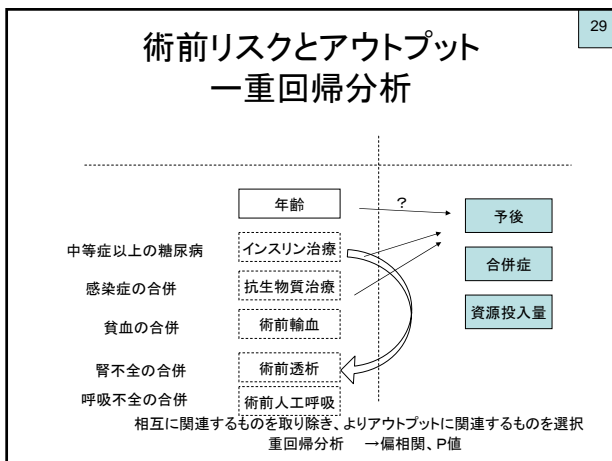 29
術前リスクとアウトプット
ー重回帰分析
年齢
?
予後
中等症以上の糖尿病
インスリン治療
合併症
感染症の合併
抗生物質治療
貧血の合併
術前輸血
資源投入量
腎不全の合併
術前透析
呼吸不全の合併
術前人工呼吸
相互に関連するものを取り除き、よりアウトプットに関連するものを選択
重回帰分析 →偏相関、P値